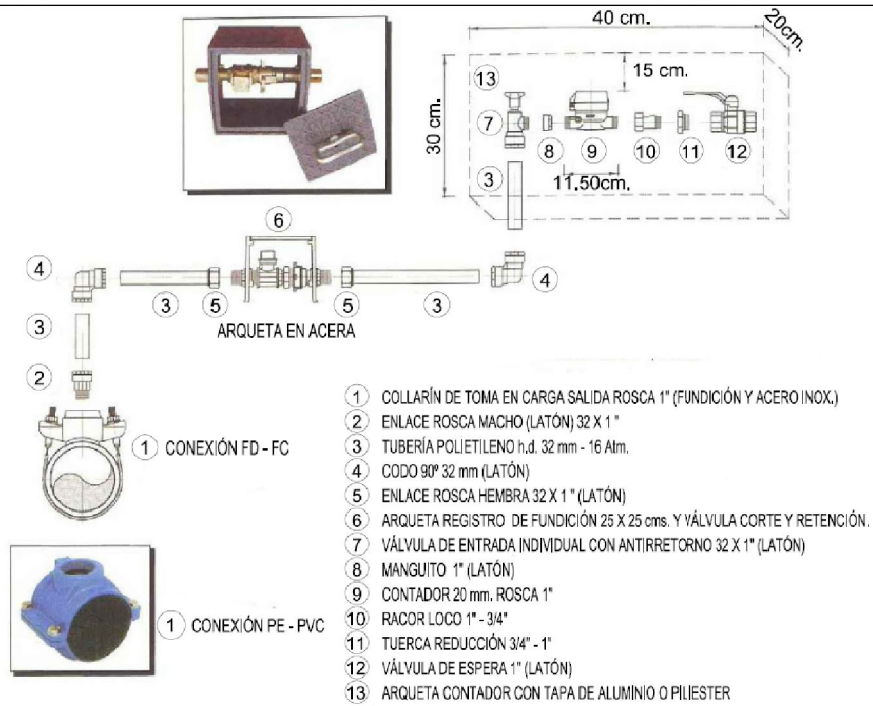 40 cm.
20cm.
30 cm.
15 cm.
13
7
8
9
10
11
12
3
11.50cm.
6
4
3
5
5
3
4
ARQUETA EN ACERA
3
2
1 CONEXIÓN FD - FC
1 CONEXIÓN PE - PVC
1 COLLARÍN DE TOMA EN CARGA SALIDA ROSCA 1" (FUNDICIÓN Y ACERO INOX.)
2 ENLACE ROSCA MACHO (LATÓN) 32 X 1 "
3 TUBERÍA POLIETILENO h.d. 32 mm - 16 Atm.
4 CODO 90º 32 mm (LATÓN)
5 ENLACE ROSCA HEMBRA 32 X 1 " (LATÓN)
6 ARQUETA REGISTRO DE FUNDICIÓN 25 X 25 cms. Y VÁLVULA CORTE Y RETENCIÓN.
7 VÁLVULA DE ENTRADA INDIVIDUAL CON ANTIRRETORNO 32 X 1" (LATÓN)
8 MANGUITO 1" (LATÓN)
9 CONTADOR 20 mm. ROSCA 1"
10 RACOR LOCO 1" - 3/4"
11 TUERCA REDUCCIÓN 3/4" - 1"
12 VÁLVULA DE ESPERA 1" (LATÓN)
13 ARQUETA CONTADOR CON TAPA DE ALUMINIO O PILIESTER